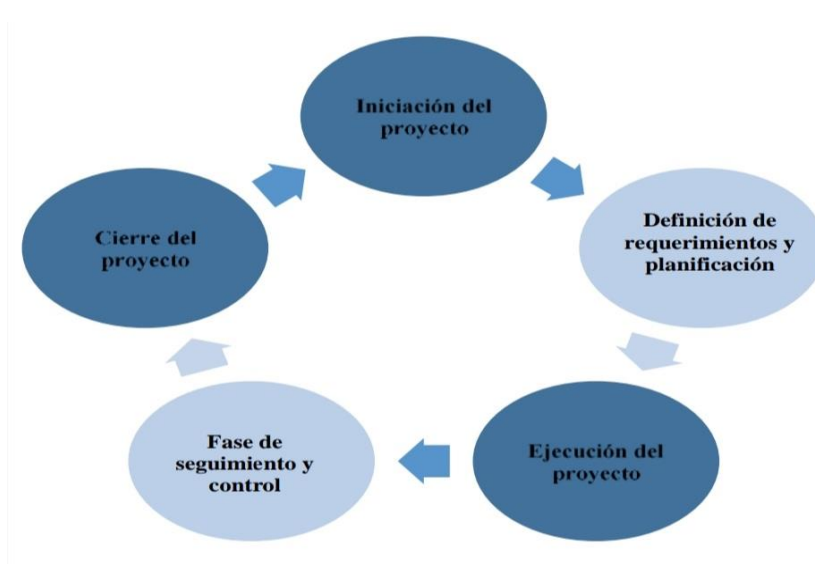 Iniciación del
proyecto
Definición de
requerimientos y
planificación
Ejecución del
proyecto
Fase de
seguimiento y
control
Cierre del
proyecto